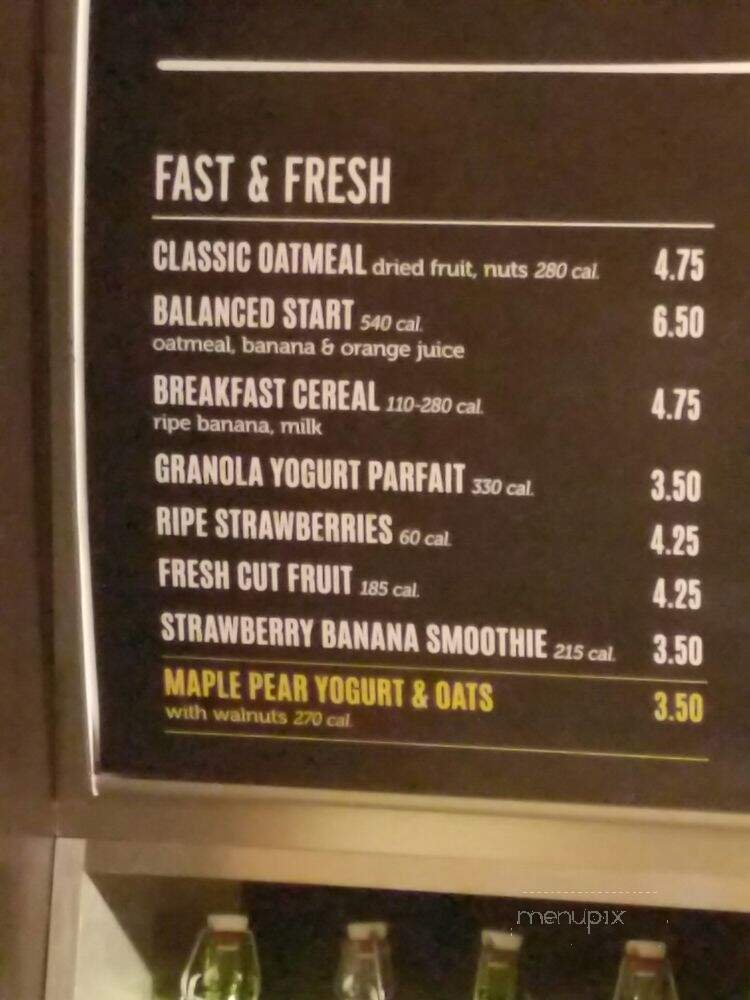 FAST & FRESH
CLASSIC OATMEAL dried fruit, nuts 280 cal. 4.75
BALANCED START 540 cal. 6.50
oatmeal, banana & orange juice
BREAKFAST CEREAL 110-280 cal. 4.75
ripe banana, milk
GRANOLA YOGURT PARFAIT 330 cal. 3.50
RIPE STRAWBERRIES 60 cal. 4.25
FRESH CUT FRUIT 185 cal. 4.25
STRAWBERRY BANANA SMOOTHIE 215 cal. 3.50
MAPLE PEAR YOGURT & OATS 3.50
with walnuts 270 cal.
menupix